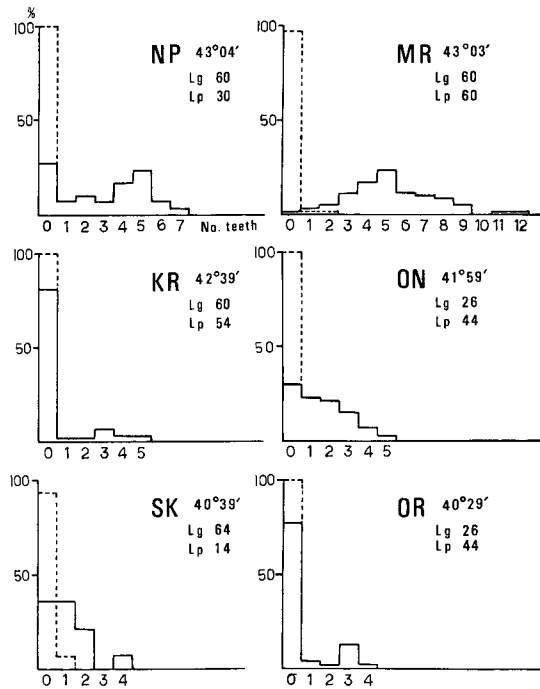 %
100
50
NP 43°04′
Lg 60
Lp 30
0 1 2 3 4 5 6 7 No. teeth
100
50
MR 43°03′
Lg 60
Lp 60
0 1 2 3 4 5 6 7 8 9 10 11 12
100
50
KR 42°39′
Lg 60
Lp 54
0 1 2 3 4 5
100
50
ON 41°59′
Lg 26
Lp 44
0 1 2 3 4 5
100
50
SK 40°39′
Lg 64
Lp 14
0 1 2 3 4
100
50
OR 40°29′
Lg 26
Lp 44
0 1 2 3 4